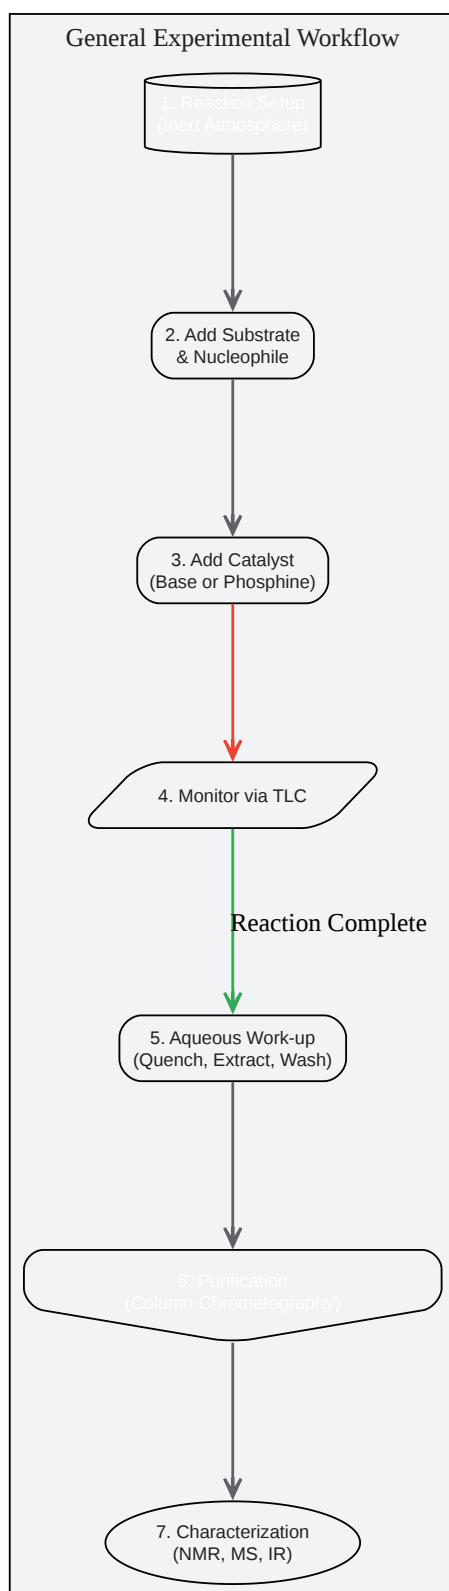 General Experimental Workflow
1. Reaction Setup
(Inert Atmosphere)
2. Add Substrate
& Nucleophile
3. Add Catalyst
(Base or Phosphine)
4. Monitor via TLC
Reaction Complete
5. Aqueous Work-up
(Quench, Extract, Wash)
6. Purification
(Column Chromatography)
7. Characterization
(NMR, MS, IR)